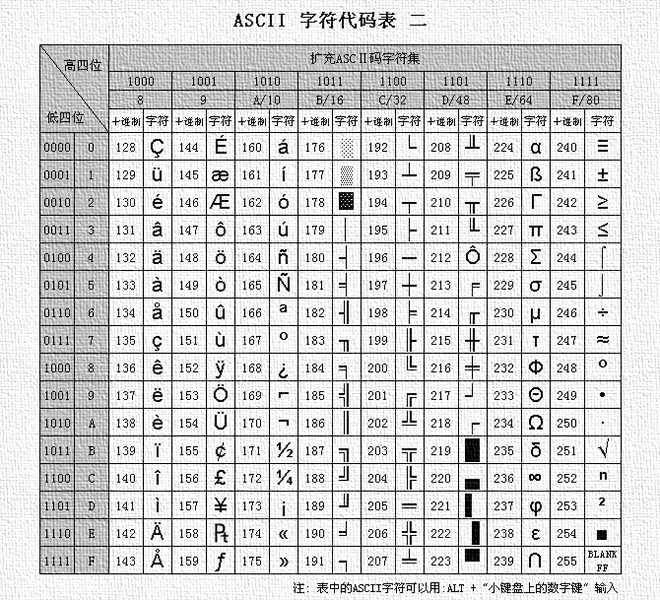 ASCII 字符代码表 二
高四位 扩充ASCⅡ码字符集
1000 1001 1010 1011 1100 1101 1110 1111
8 9 A/10 B/16 C/32 D/48 E/64 F/80
低四位 十进制 字符 十进制 字符 十进制 字符 十进制 字符 十进制 字符 十进制 字符 十进制 字符 十进制 字符
0000 0 128 Ç 144 É 160 á 176 ░ 192 └ 208 ╨ 224 α 240 ≡
0001 1 129 ü 145 æ 161 í 177 ▒ 193 ┴ 209 ╤ 225 ß 241 ±
0010 2 130 é 146 Æ 162 ó 178 ▓ 194 ┬ 210 ╥ 226 Γ 242 ≥
0011 3 131 â 147 ô 163 ú 179 │ 195 ├ 211 ╙ 227 π 243 ≤
0100 4 132 ä 148 ö 164 ñ 180 ┤ 196 ─ 212 Ô 228 Σ 244 ⌠
0101 5 133 à 149 ò 165 Ñ 181 ╡ 197 ┼ 213 ╒ 229 σ 245 ⌡
0110 6 134 å 150 û 166 ª 182 ╢ 198 ╞ 214 ╓ 230 µ 246 ÷
0111 7 135 ç 151 ù 167 º 183 ╖ 199 ╟ 215 ╫ 231 τ 247 ≈
1000 8 136 ê 152 ÿ 168 ¿ 184 ╕ 200 ╚ 216 ╪ 232 Φ 248 °
1001 9 137 ë 153 Ö 169 ⌐ 185 ╣ 201 ╔ 217 ┘ 233 Θ 249 •
1010 A 138 è 154 Ü 170 ¬ 186 ║ 202 ╩ 218 ┌ 234 Ω 250 ·
1011 B 139 ï 155 ¢ 171 ½ 187 ╗ 203 ╦ 219 █ 235 δ 251 √
1100 C 140 î 156 £ 172 ¼ 188 ╝ 204 ╠ 220 ▄ 236 ∞ 252 ⁿ
1101 D 141 ì 157 ¥ 173 ¡ 189 ╜ 205 ═ 221 ▌ 237 φ 253 ²
1110 E 142 Ä 158 ₧ 174 « 190 ╛ 206 ╬ 222 ▐ 238 ε 254 ■
1111 F 143 Å 159 ƒ 175 » 191 ┐ 207 ╧ 223 ▀ 239 ∩ 255 BLANK FF
注: 表中的ASCII字符可以用:ALT + “小键盘上的数字键” 输入